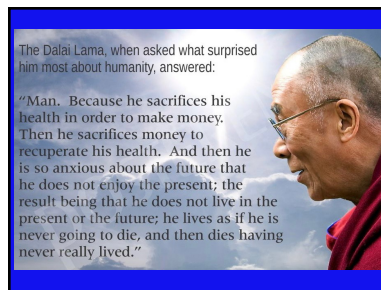 The Dalai Lama, when asked what surprised
him most about humanity, answered:
“Man. Because he sacrifices his
health in order to make money.
Then he sacrifices money to
recuperate his health. And then he
is so anxious about the future that
he does not enjoy the present; the
result being that he does not live in the
present or the future; he lives as if he is
never going to die, and then dies having
never really lived.”